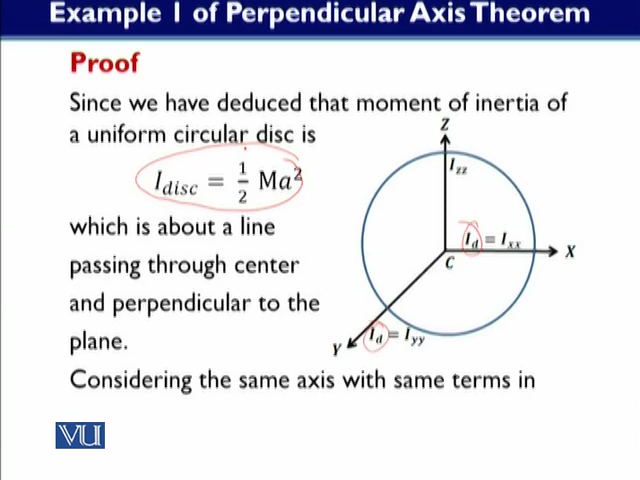 Example 1 of Perpendicular Axis Theorem
Proof
Since we have deduced that moment of inertia of
a uniform circular disc is
I_disc = 1/2 Ma²
which is about a line
passing through center
and perpendicular to the
plane.
Considering the same axis with same terms in
Z
I_zz
I_d = I_xx
X
C
I_d = I_yy
Y
VU